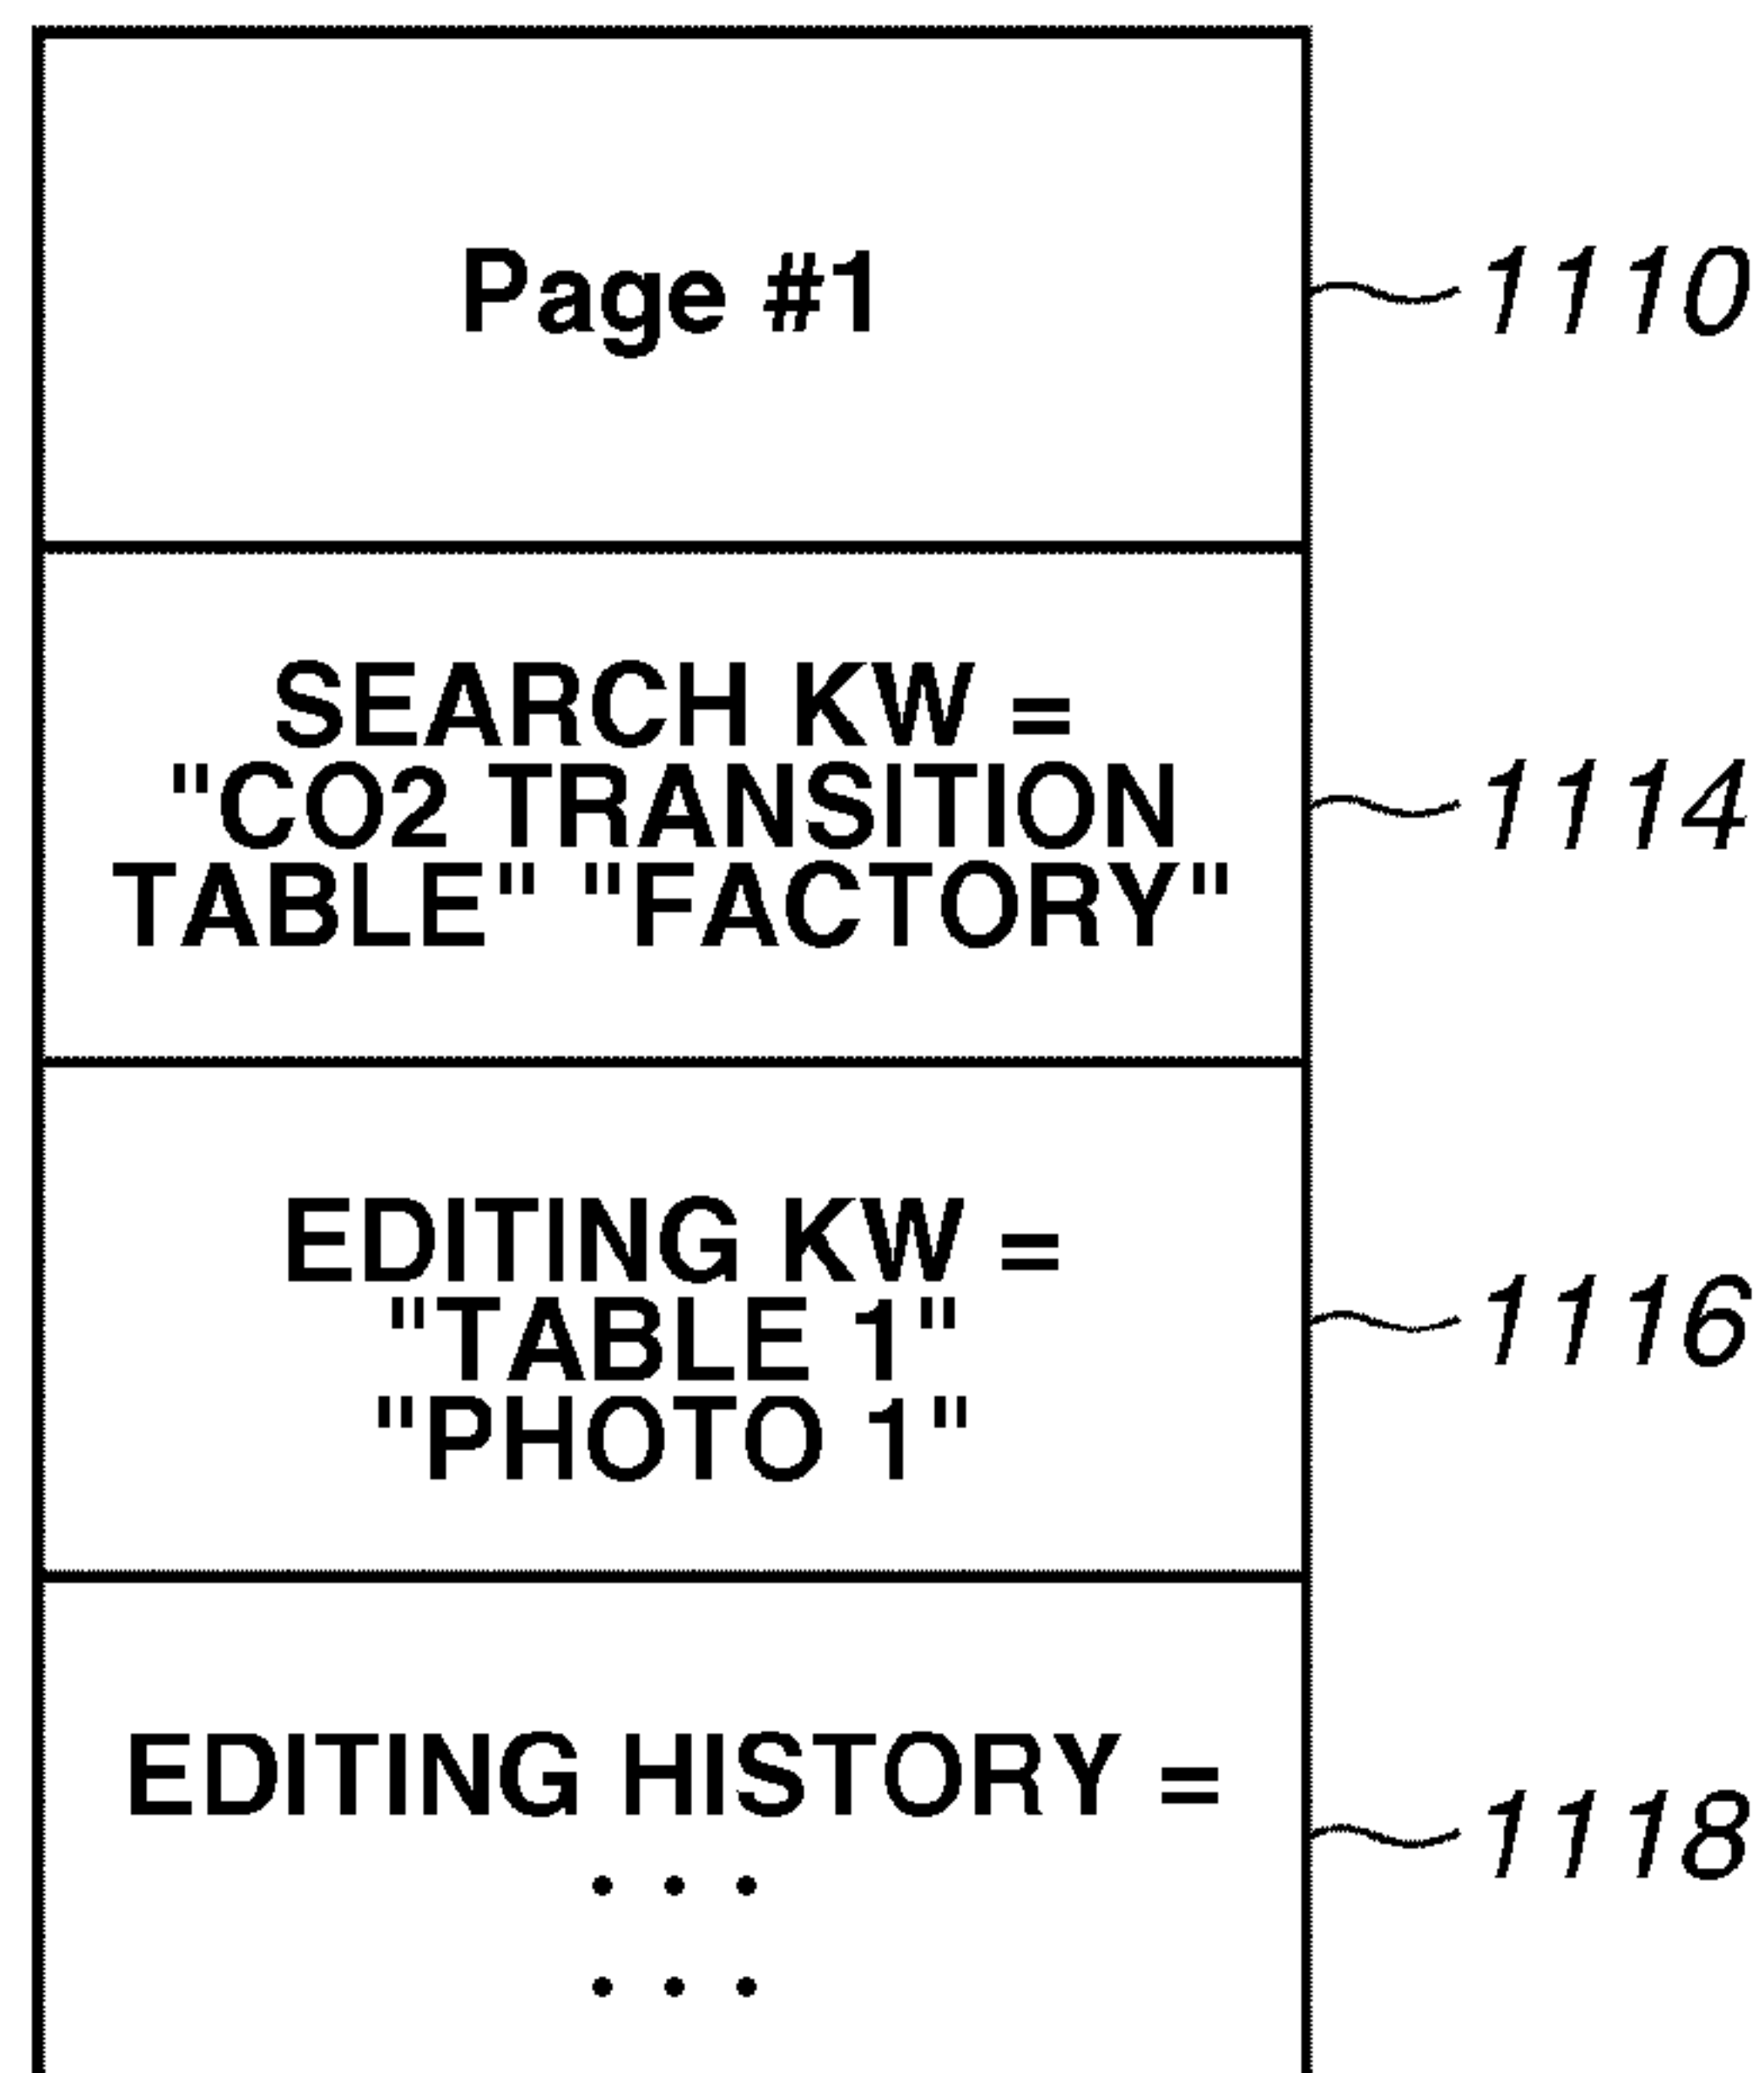 Page #1
1110
SEARCH KW =
"CO2 TRANSITION
TABLE" "FACTORY"
1114
EDITING KW =
"TABLE 1"
"PHOTO 1"
1116
EDITING HISTORY =
. . .
. . .
1118